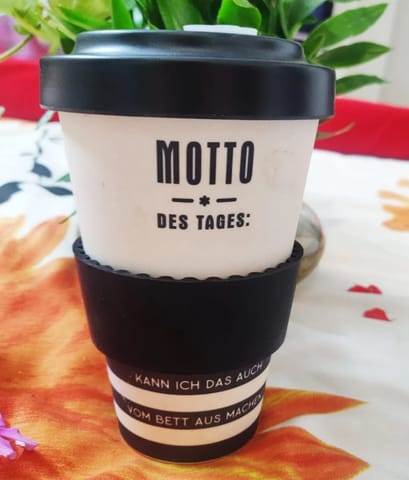 MOTTO
— * —
DES TAGES:
KANN ICH DAS AUCH
VOM BETT AUS MACHEN